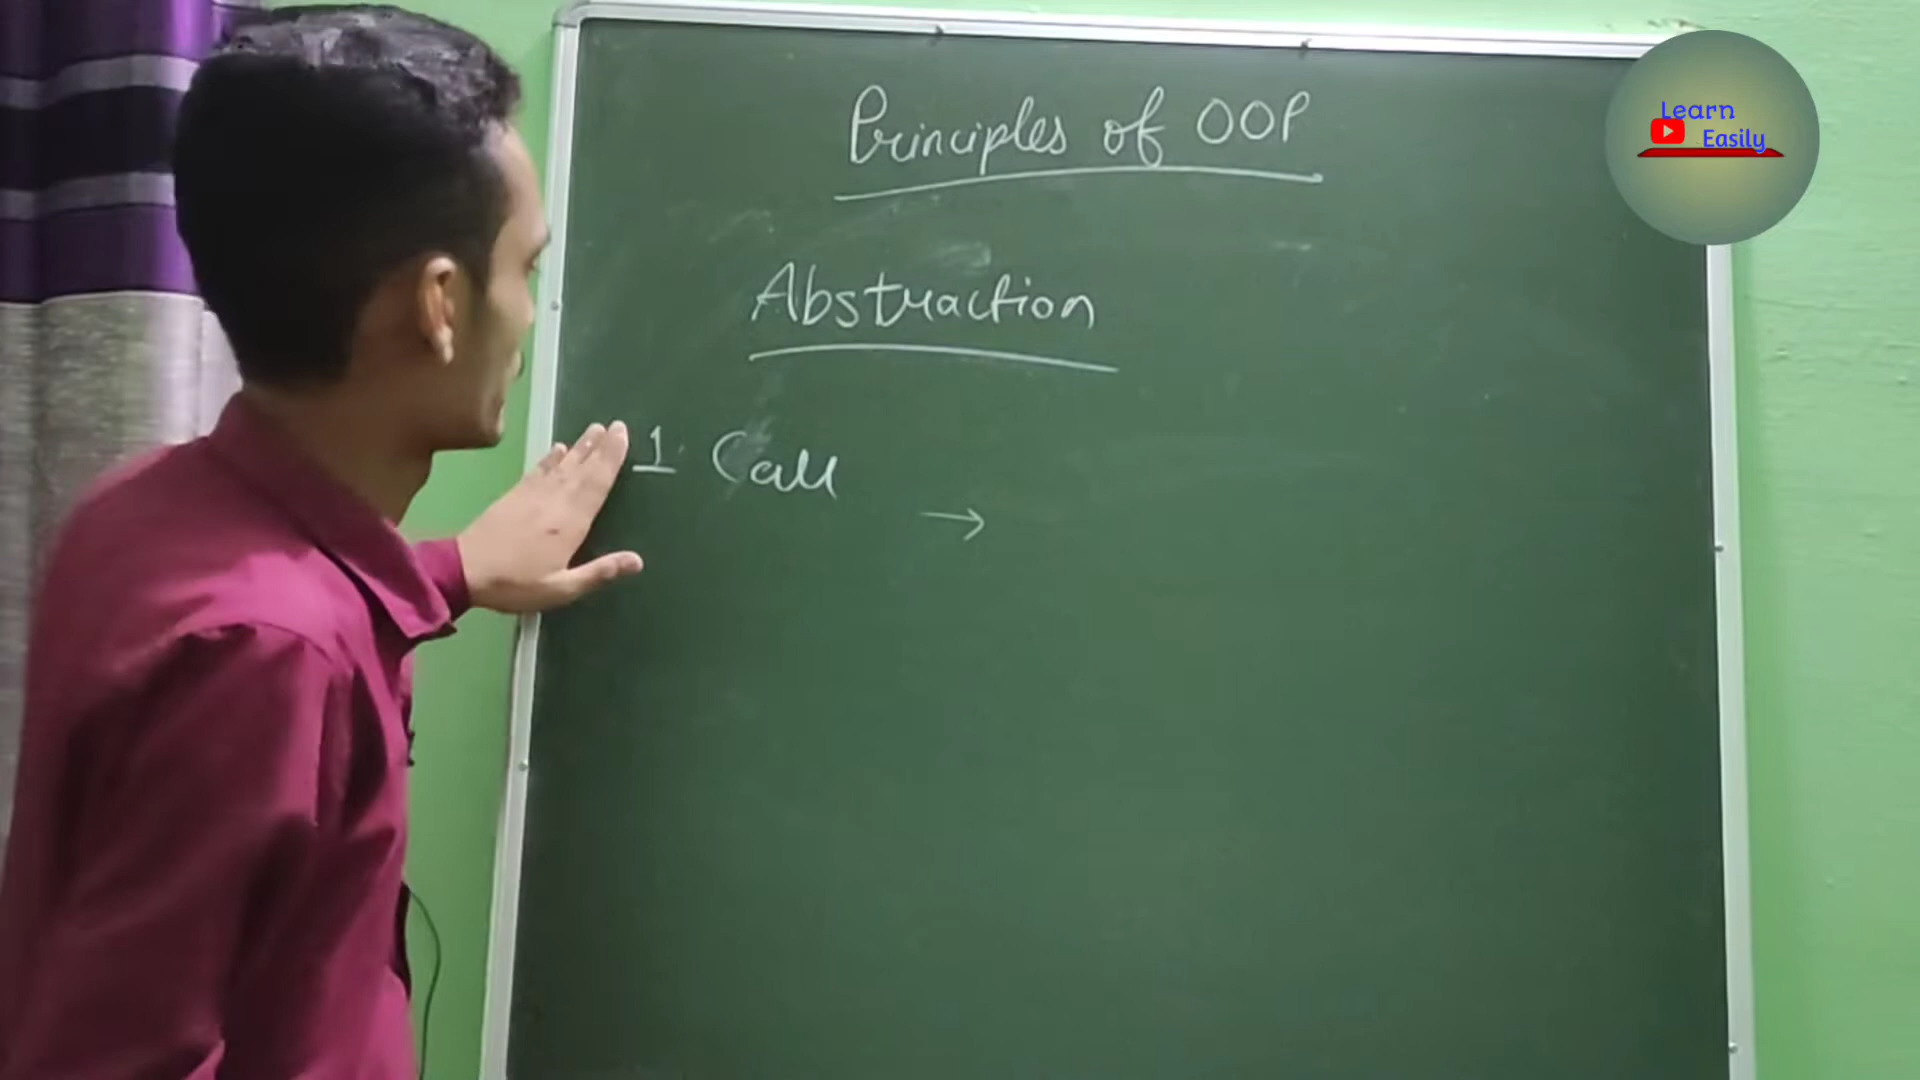 Principles of OOP
Learn
Easily
Abstraction
1. Call
→